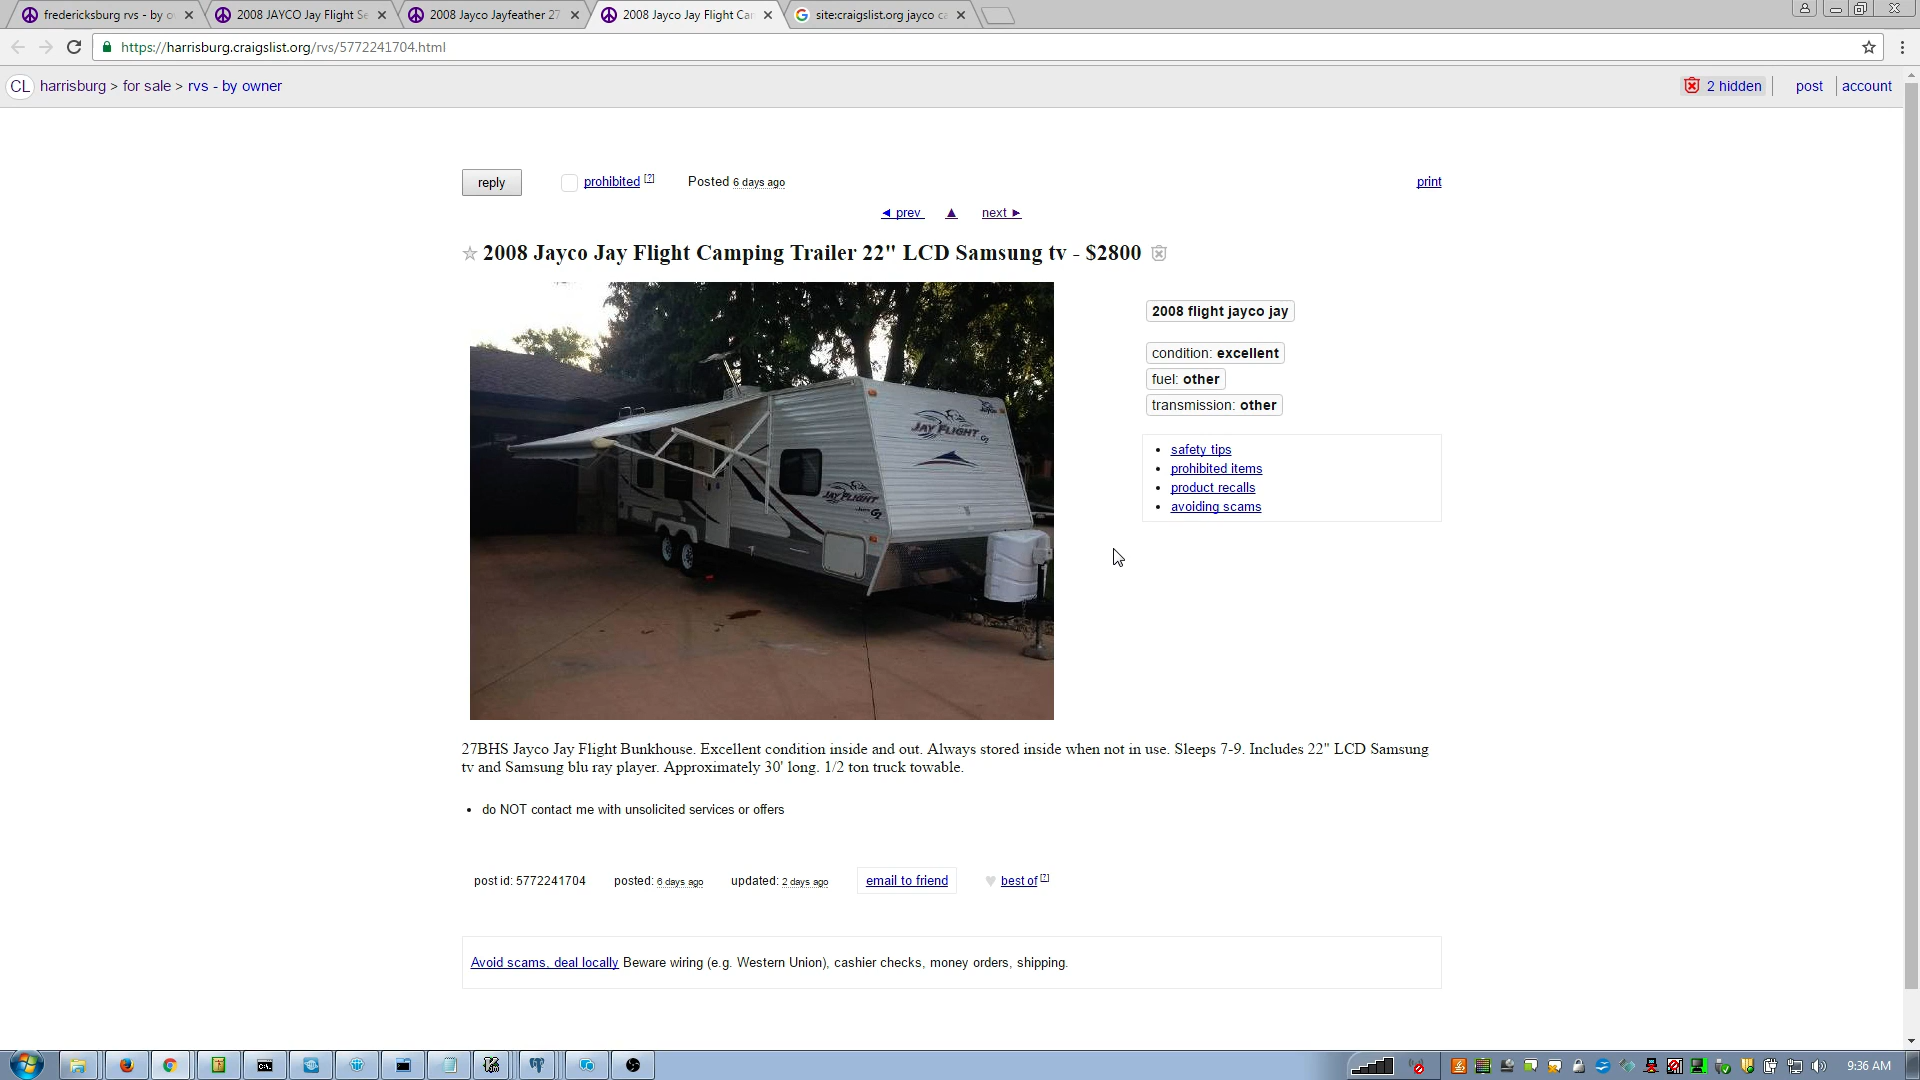 fredericksburg rvs - by o
2008 JAYCO Jay Flight Se
2008 Jayco Jayfeather 27
2008 Jayco Jay Flight Car
site:craigslist.org jayco ca
https://harrisburg.craigslist.org/rvs/5772241704.html
CL harrisburg > for sale > rvs - by owner
2 hidden
post
account
reply
prohibited [?]
Posted 6 days ago
print
◄ prev ▲ next ►
☆ 2008 Jayco Jay Flight Camping Trailer 22" LCD Samsung tv - $2800
2008 flight jayco jay
condition: excellent
fuel: other
transmission: other
JAY FLIGHT G2
JAY FLIGHT
G2
• safety tips
• prohibited items
• product recalls
• avoiding scams
27BHS Jayco Jay Flight Bunkhouse. Excellent condition inside and out. Always stored inside when not in use. Sleeps 7-9. Includes 22" LCD Samsung
tv and Samsung blu ray player. Approximately 30' long. 1/2 ton truck towable.
• do NOT contact me with unsolicited services or offers
post id: 5772241704
posted: 6 days ago
updated: 2 days ago
email to friend
♥ best of [?]
Avoid scams, deal locally Beware wiring (e.g. Western Union), cashier checks, money orders, shipping.
9:36 AM